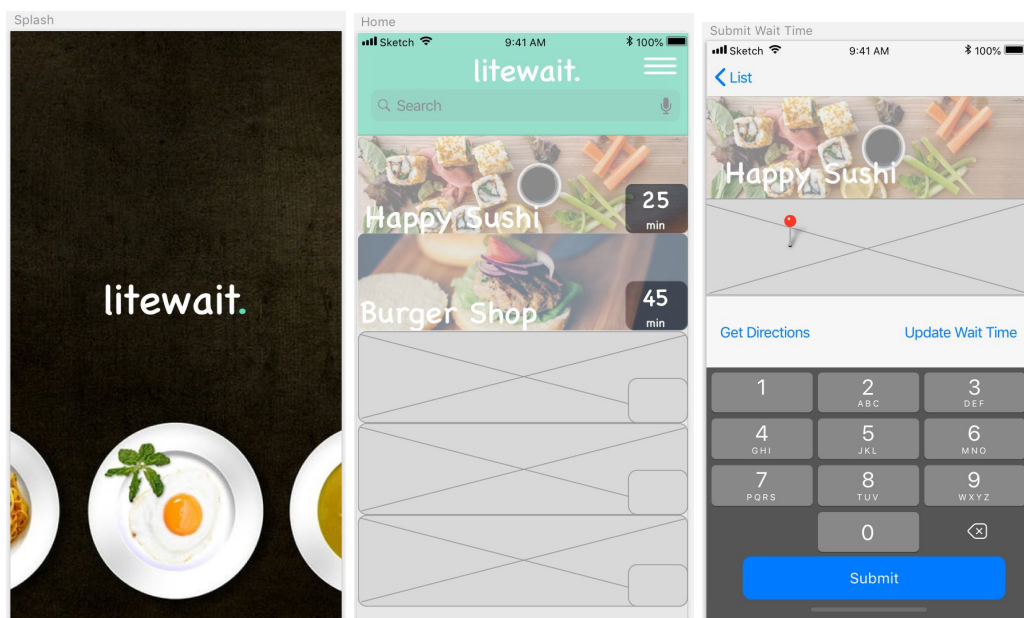 Splash
litewait.
Home
Sketch 9:41 AM 100%
litewait.
Search
Happy Sushi
25
min
Burger Shop
45
min
Submit Wait Time
Sketch 9:41 AM 100%
List
Happy Sushi
Get Directions Update Wait Time
1 2 3
ABC DEF
4 5 6
GHI JKL MNO
7 8 9
PQRS TUV WXYZ
0
Submit